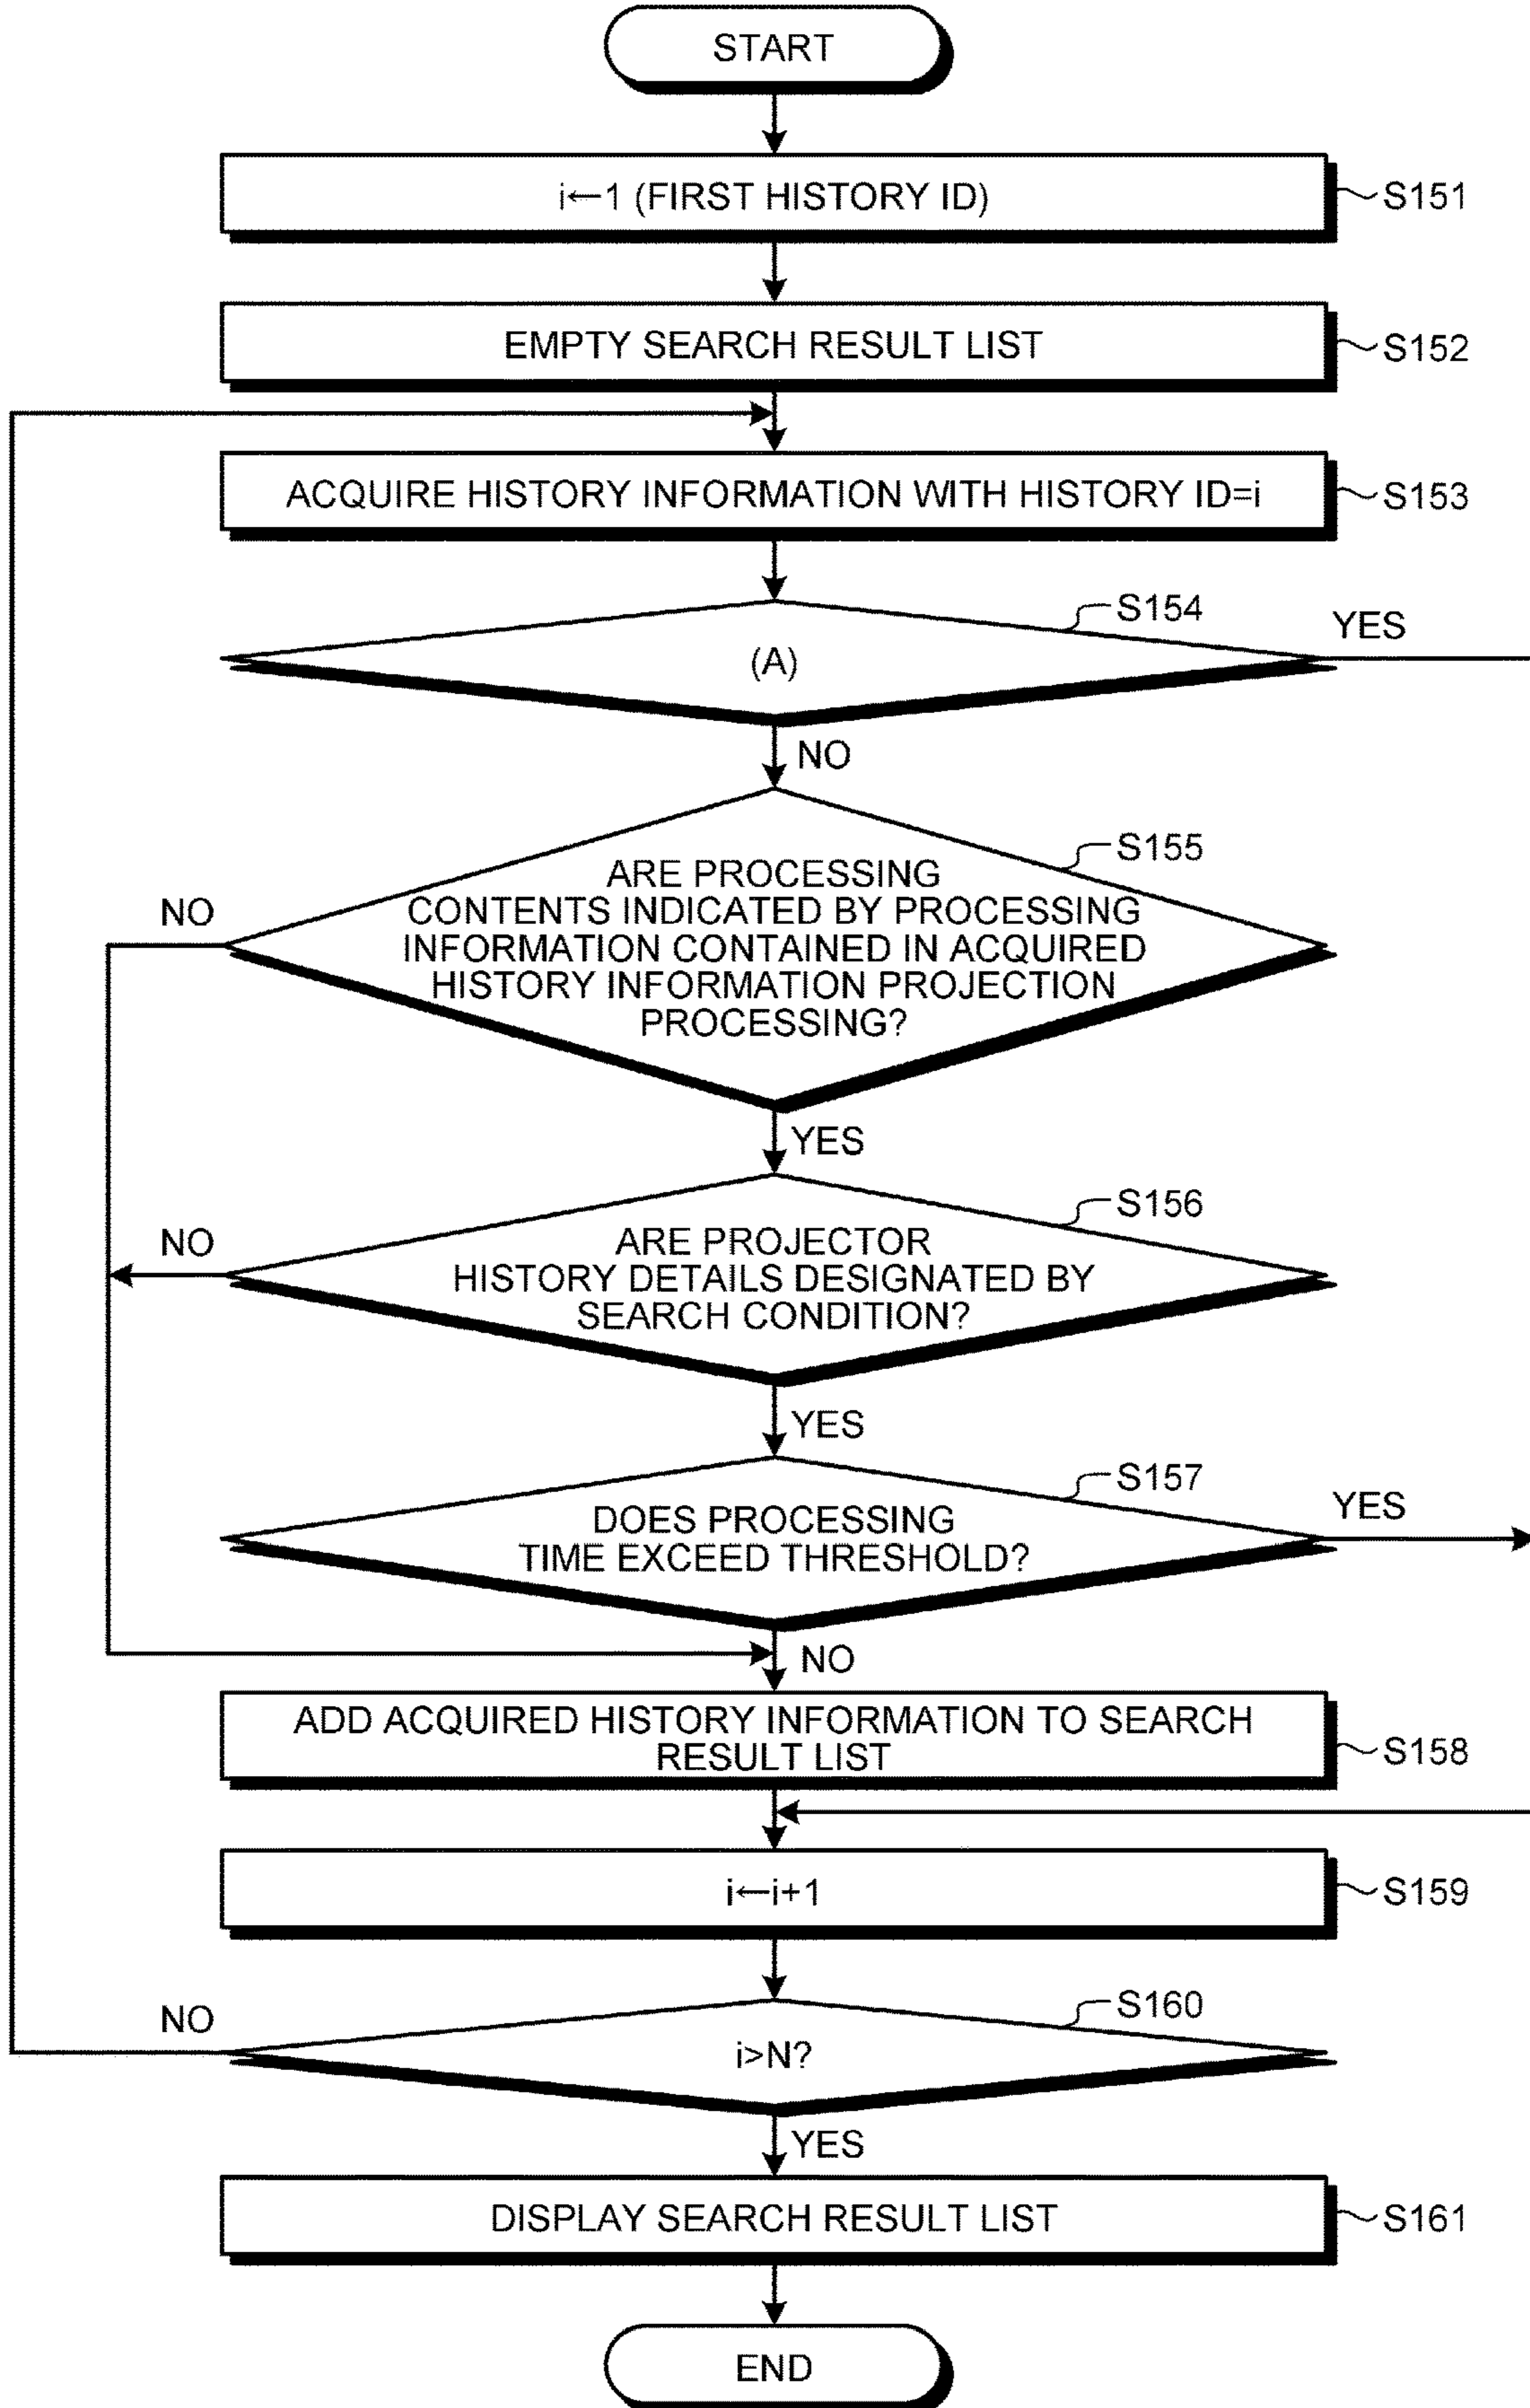 START
i←1 (FIRST HISTORY ID)
S151
EMPTY SEARCH RESULT LIST
S152
ACQUIRE HISTORY INFORMATION WITH HISTORY ID=i
S153
S154
YES
(A)
NO
S155
ARE PROCESSING
CONTENTS INDICATED BY PROCESSING
INFORMATION CONTAINED IN ACQUIRED
HISTORY INFORMATION PROJECTION
PROCESSING?
NO
YES
S156
ARE PROJECTOR
HISTORY DETAILS DESIGNATED BY
SEARCH CONDITION?
NO
YES
S157
YES
DOES PROCESSING
TIME EXCEED THRESHOLD?
NO
ADD ACQUIRED HISTORY INFORMATION TO SEARCH
RESULT LIST
S158
i←i+1
S159
S160
NO
i>N?
YES
DISPLAY SEARCH RESULT LIST
S161
END